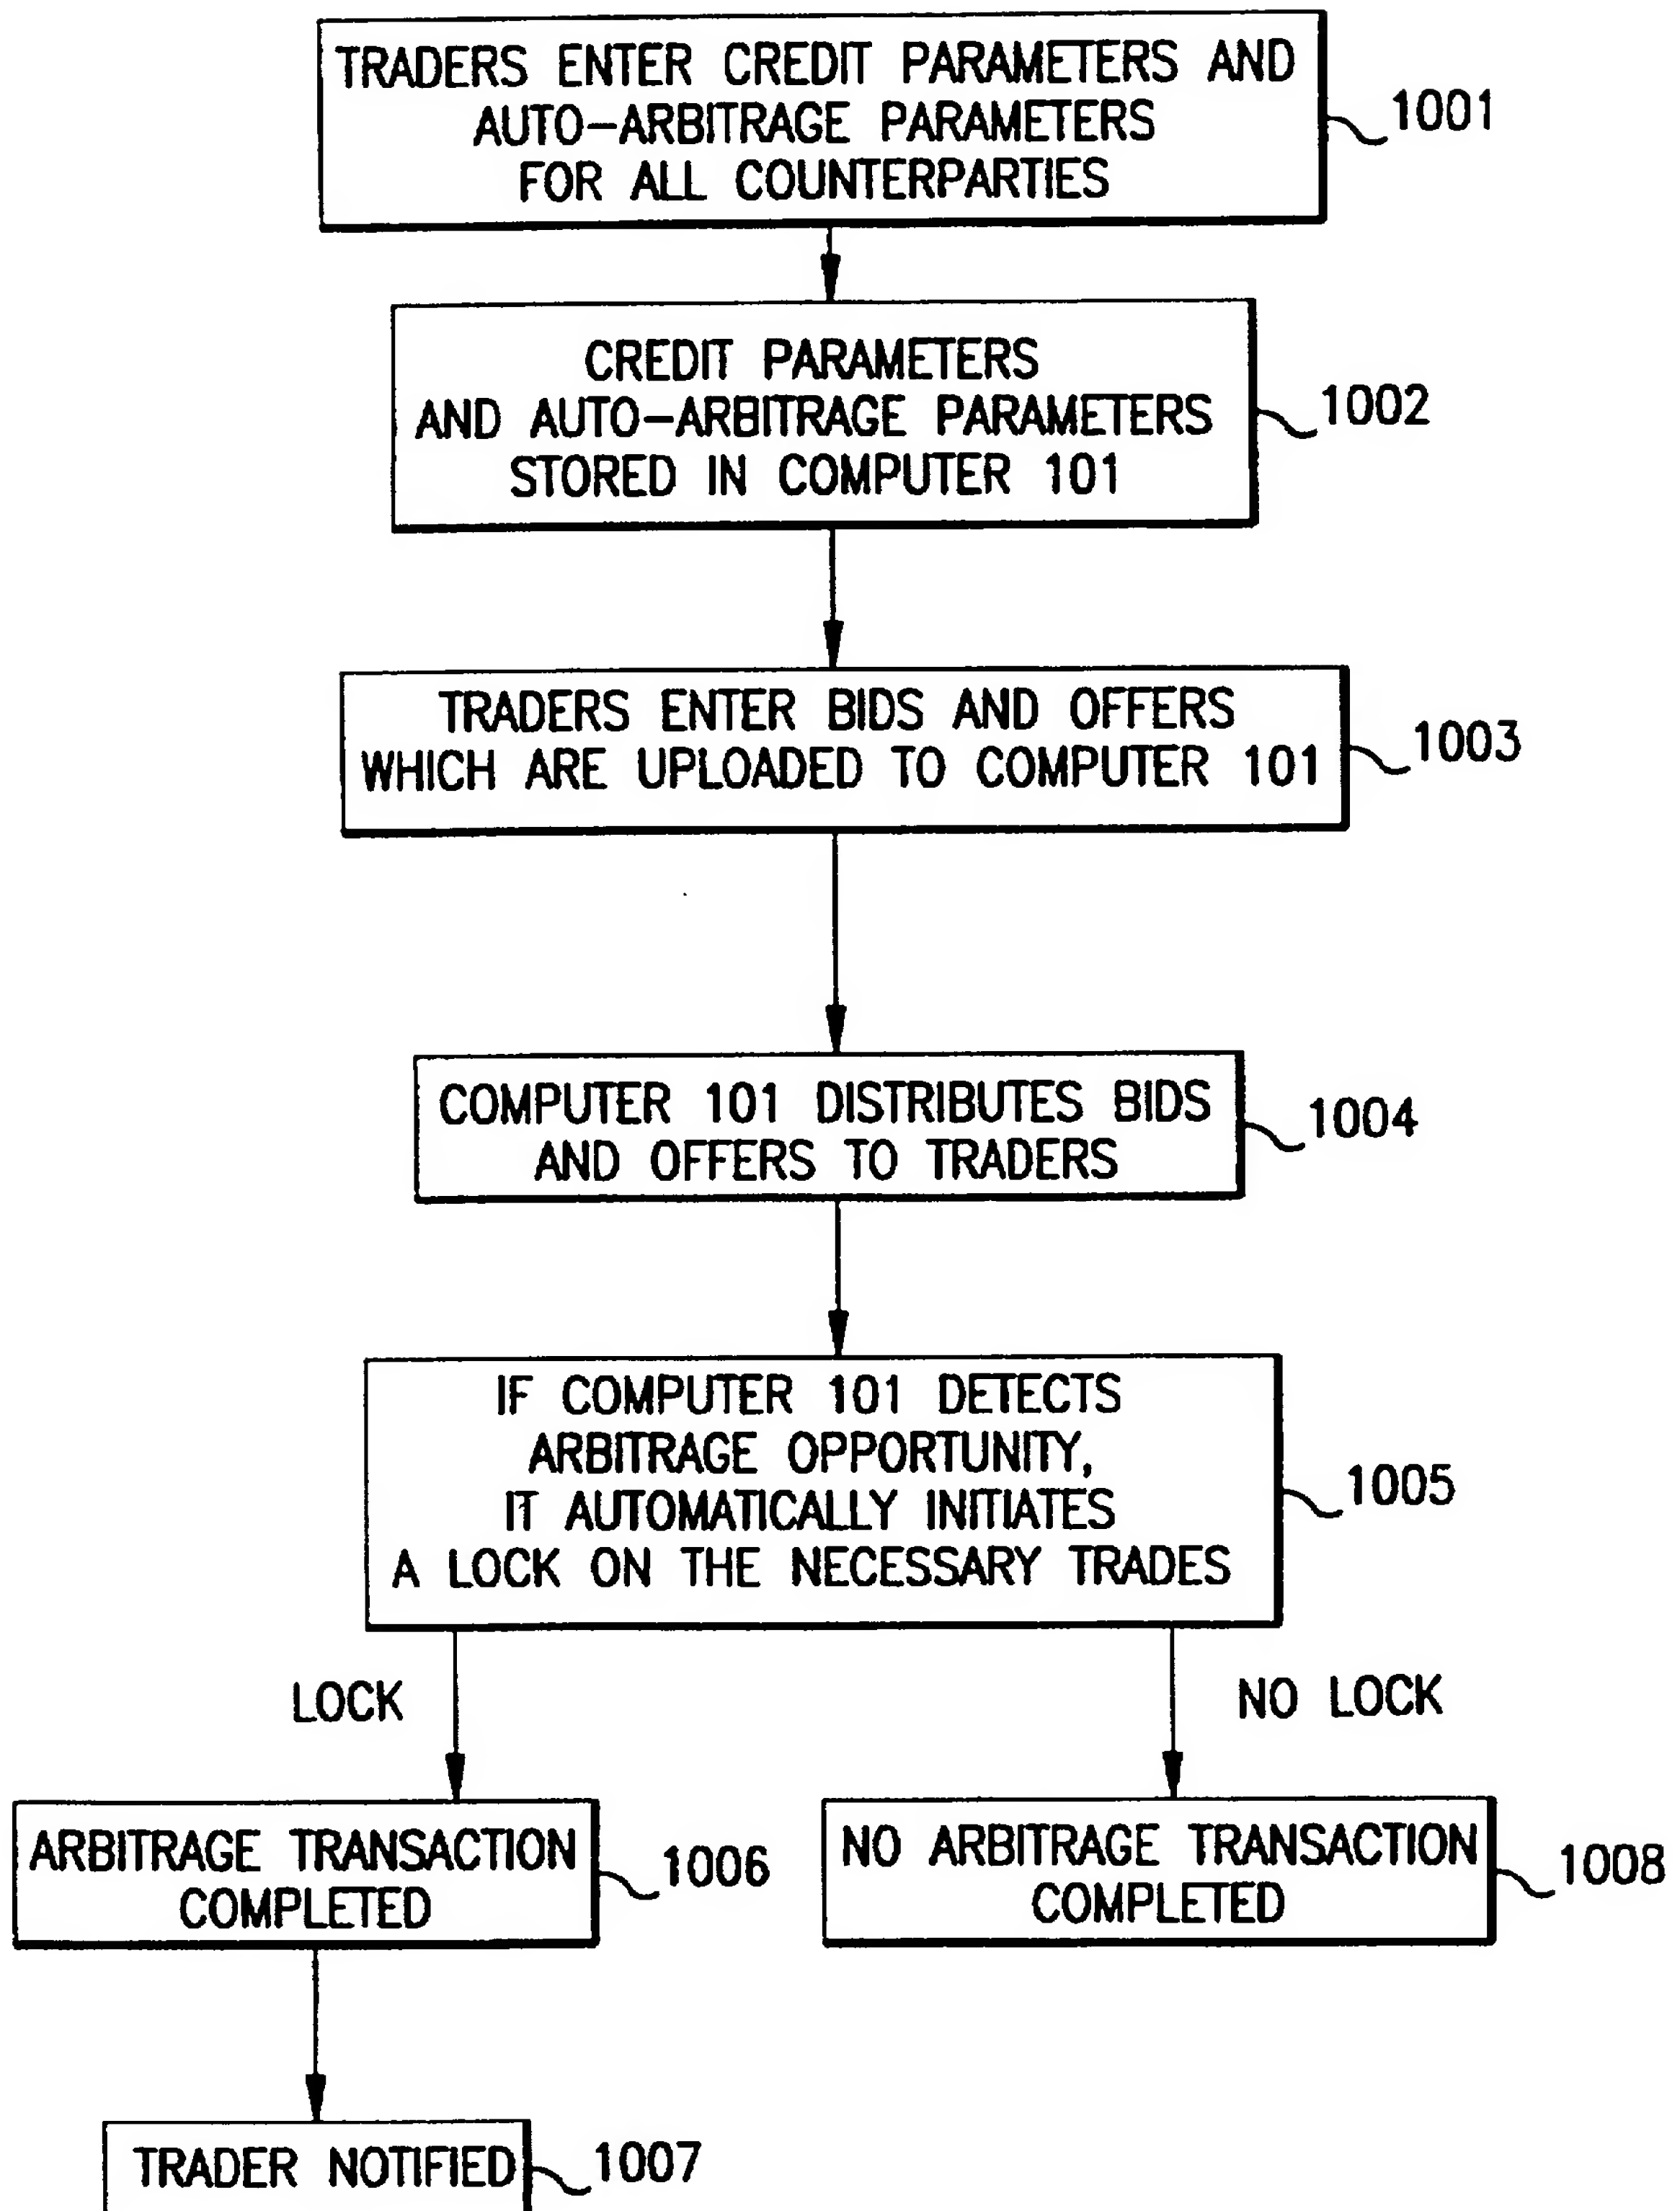 TRADERS ENTER CREDIT PARAMETERS AND
AUTO-ARBITRAGE PARAMETERS
FOR ALL COUNTERPARTIES
1001
CREDIT PARAMETERS
AND AUTO-ARBITRAGE PARAMETERS
STORED IN COMPUTER 101
1002
TRADERS ENTER BIDS AND OFFERS
WHICH ARE UPLOADED TO COMPUTER 101
1003
COMPUTER 101 DISTRIBUTES BIDS
AND OFFERS TO TRADERS
1004
IF COMPUTER 101 DETECTS
ARBITRAGE OPPORTUNITY,
IT AUTOMATICALLY INITIATES
A LOCK ON THE NECESSARY TRADES
1005
LOCK
NO LOCK
ARBITRAGE TRANSACTION
COMPLETED
1006
NO ARBITRAGE TRANSACTION
COMPLETED
1008
TRADER NOTIFIED
1007